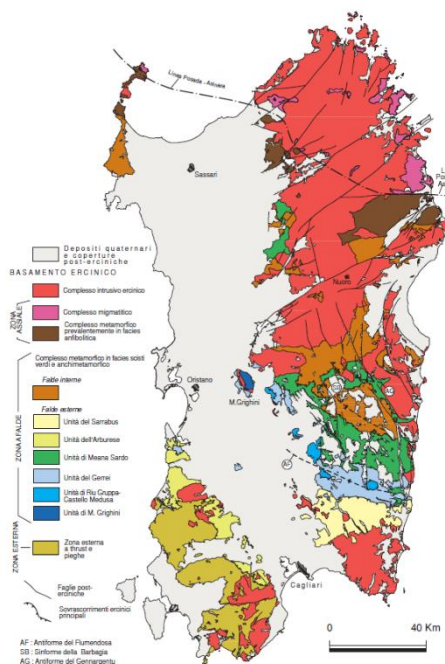 Linea Posada - Asinara
Sassari
Depositi quaternari
e coperture
post-erciniche
BASAMENTO ERCINICO
Complesso intrusivo ercinico
ZONA
ASSIALE
Complesso migmatitico
Complesso metamorfico
prevalentemente in facies
anfibolitica
Nuoro
ZONA A FALDE
Complesso metamorfico in facies scisti
verdi e anchimetamorfico
Falde interne
Falde esterne
Unità del Sarrabus
Unità dell'Arburese
Unità di Meana Sardo
Unità del Gerrei
Unità di Riu Gruppa-
Castello Medusa
Unità di M. Grighini
Oristano
M.Grighini
SB
AG
AF
ZONA ESTERNA
Zona esterna
a thrust e
pieghe
Faglie post-
erciniche
Sovrascorrimenti ercinici
principali
Cagliari
AF : Antiforme del Flumendosa
SB : Sinforme della Barbagia
AG : Antiforme del Gennargentu
0
40 Km